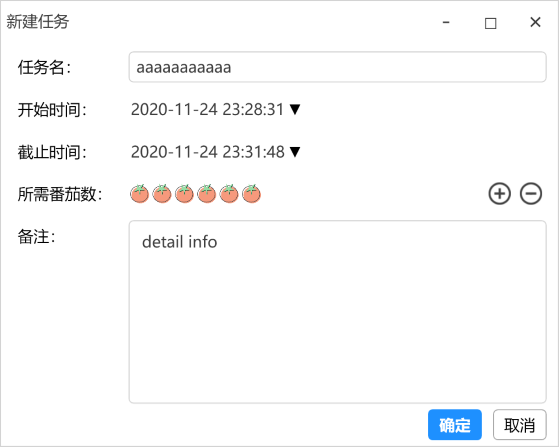 新建任务
任务名：
aaaaaaaaaaa
开始时间：
2020-11-24 23:28:31 ▼
截止时间：
2020-11-24 23:31:48 ▼
所需番茄数：
备注：
detail info
确定 取消